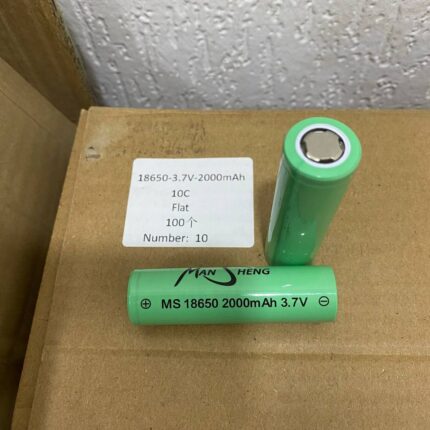 18650-3.7V-2000mAh
10C
Flat
100个
Number: 10
MAN SHENG
⊕ MS 18650 2000mAh 3.7V ⊖